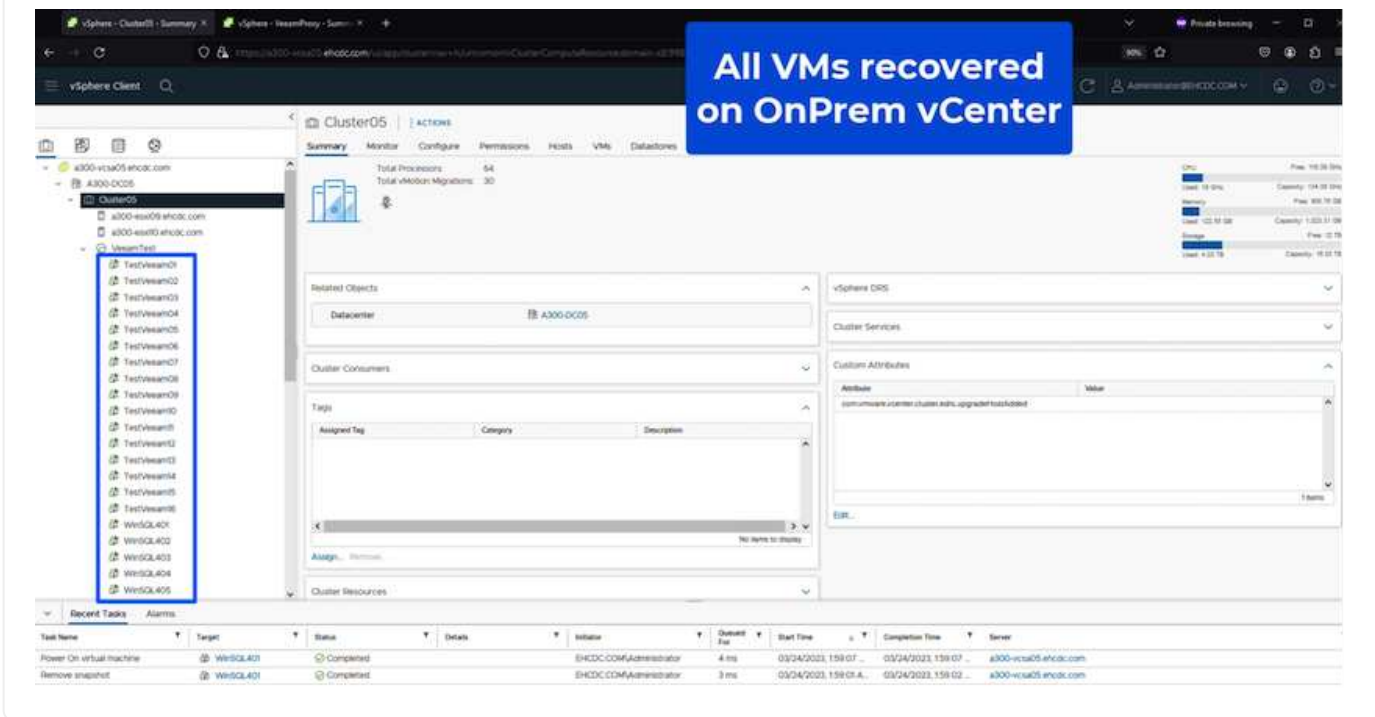 vSphere - Cluster05 - Summary
vSphere - VeeamProxy - Summ
Private browsing
90%
All VMs recovered
on OnPrem vCenter
vSphere Client
Administrator@EHCDC.COM
Cluster05
ACTIONS
Summary Monitor Configure Permissions Hosts VMs Datastores
a300-vcsa05.ehcdc.com
A300-DC05
Cluster05
a300-esxi09.ehcdc.com
a300-esxi10.ehcdc.com
VeeamTest
TestVeeam01
TestVeeam02
TestVeeam03
TestVeeam04
TestVeeam05
TestVeeam06
TestVeeam07
TestVeeam08
TestVeeam09
TestVeeam10
TestVeeam11
TestVeeam12
TestVeeam13
TestVeeam14
TestVeeam15
TestVeeam16
WinSQL401
WinSQL402
WinSQL403
WinSQL404
WinSQL405
Total Processors: 64
Total vMotion Migrations: 30
CPU
Memory
Storage
Related Objects
Datacenter A300-DC05
Cluster Consumers
Tags
Assigned Tag Category Description
No items to display
Assign... Remove...
Cluster Resources
vSphere DRS
Cluster Services
Custom Attributes
Attribute Value
1 items
Edit...
Recent Tasks Alarms
Task Name Target Status Details Initiator Queued For Start Time Completion Time Server
Power On virtual machine WinSQL401 Completed EHCDC.COM\Administrator 4 ms 03/24/2023, 1:59:07 ... 03/24/2023, 1:59:07 ... a300-vcsa05.ehcdc.com
Remove snapshot WinSQL401 Completed EHCDC.COM\Administrator 3 ms 03/24/2023, 1:59:01 A... 03/24/2023, 1:59:02 ... a300-vcsa05.ehcdc.com